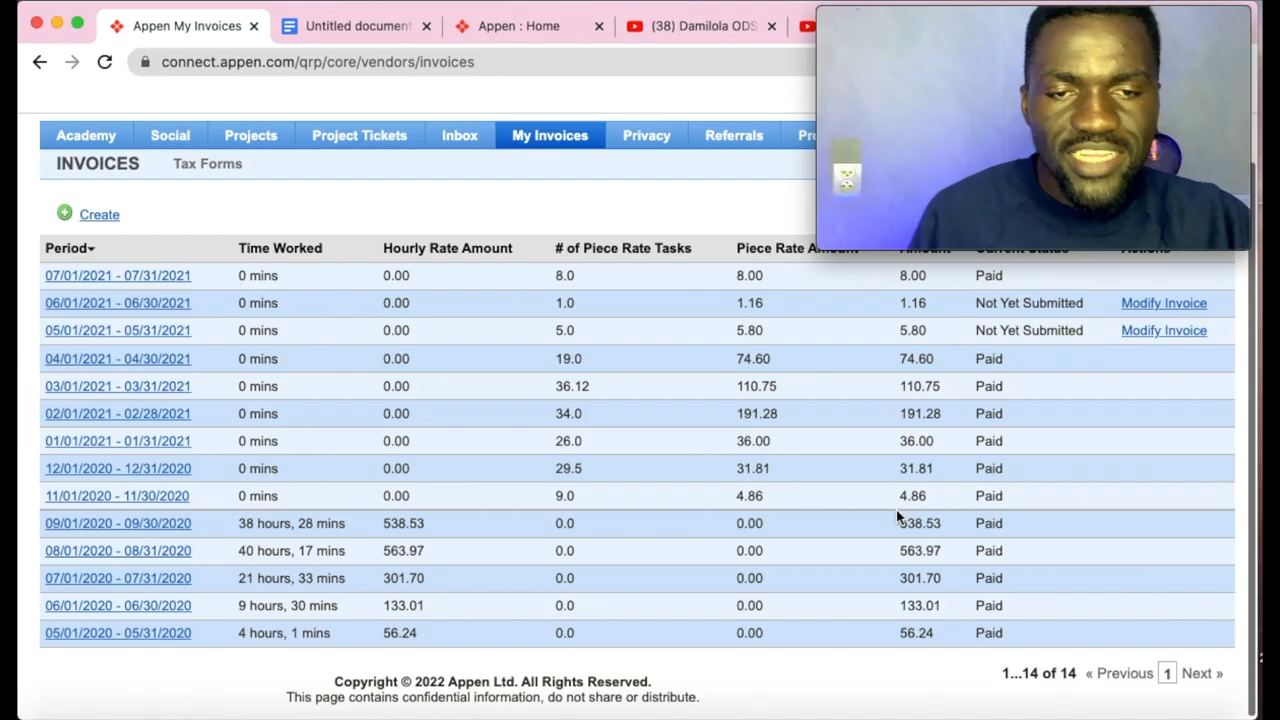 Appen My Invoices
Untitled document
Appen : Home
(38) Damilola ODS
connect.appen.com/qrp/core/vendors/invoices
Academy Social Projects Project Tickets Inbox My Invoices Privacy Referrals
INVOICES Tax Forms
Create
Period Time Worked Hourly Rate Amount # of Piece Rate Tasks Piece Rate Amount Amount Current Status Actions
07/01/2021 - 07/31/2021 0 mins 0.00 8.0 8.00 8.00 Paid
06/01/2021 - 06/30/2021 0 mins 0.00 1.0 1.16 1.16 Not Yet Submitted Modify Invoice
05/01/2021 - 05/31/2021 0 mins 0.00 5.0 5.80 5.80 Not Yet Submitted Modify Invoice
04/01/2021 - 04/30/2021 0 mins 0.00 19.0 74.60 74.60 Paid
03/01/2021 - 03/31/2021 0 mins 0.00 36.12 110.75 110.75 Paid
02/01/2021 - 02/28/2021 0 mins 0.00 34.0 191.28 191.28 Paid
01/01/2021 - 01/31/2021 0 mins 0.00 26.0 36.00 36.00 Paid
12/01/2020 - 12/31/2020 0 mins 0.00 29.5 31.81 31.81 Paid
11/01/2020 - 11/30/2020 0 mins 0.00 9.0 4.86 4.86 Paid
09/01/2020 - 09/30/2020 38 hours, 28 mins 538.53 0.0 0.00 538.53 Paid
08/01/2020 - 08/31/2020 40 hours, 17 mins 563.97 0.0 0.00 563.97 Paid
07/01/2020 - 07/31/2020 21 hours, 33 mins 301.70 0.0 0.00 301.70 Paid
06/01/2020 - 06/30/2020 9 hours, 30 mins 133.01 0.0 0.00 133.01 Paid
05/01/2020 - 05/31/2020 4 hours, 1 mins 56.24 0.0 0.00 56.24 Paid
1...14 of 14 « Previous 1 Next »
Copyright © 2022 Appen Ltd. All Rights Reserved.
This page contains confidential information, do not share or distribute.